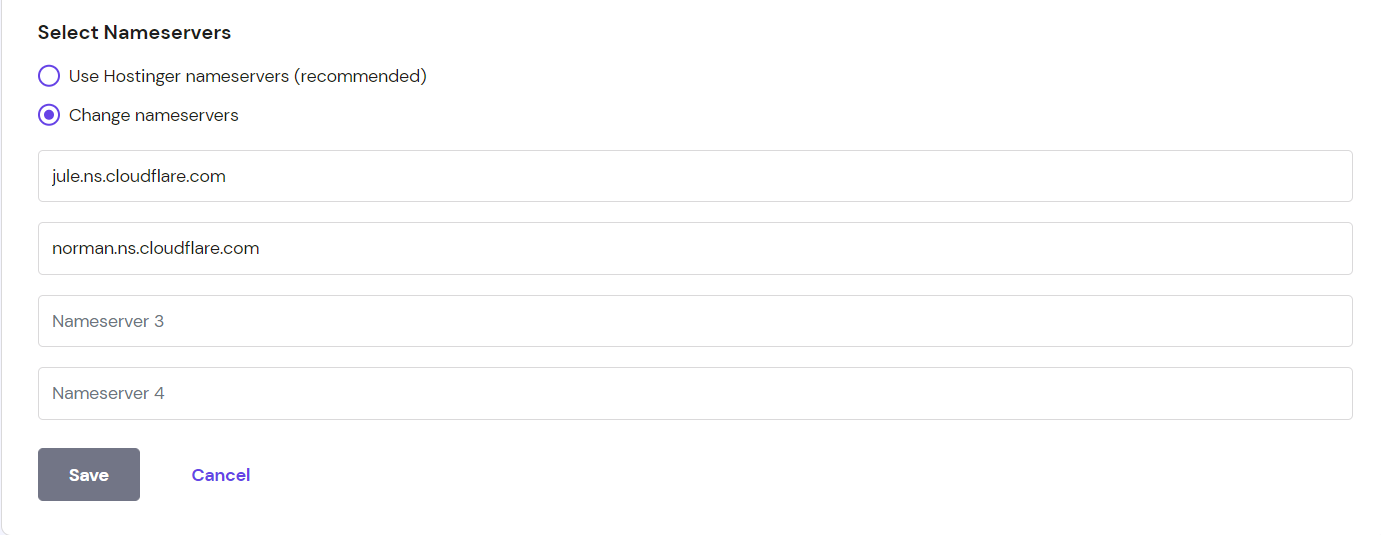 Select Nameservers
Use Hostinger nameservers (recommended)
Change nameservers
jule.ns.cloudflare.com
norman.ns.cloudflare.com
Nameserver 3
Nameserver 4
Save Cancel